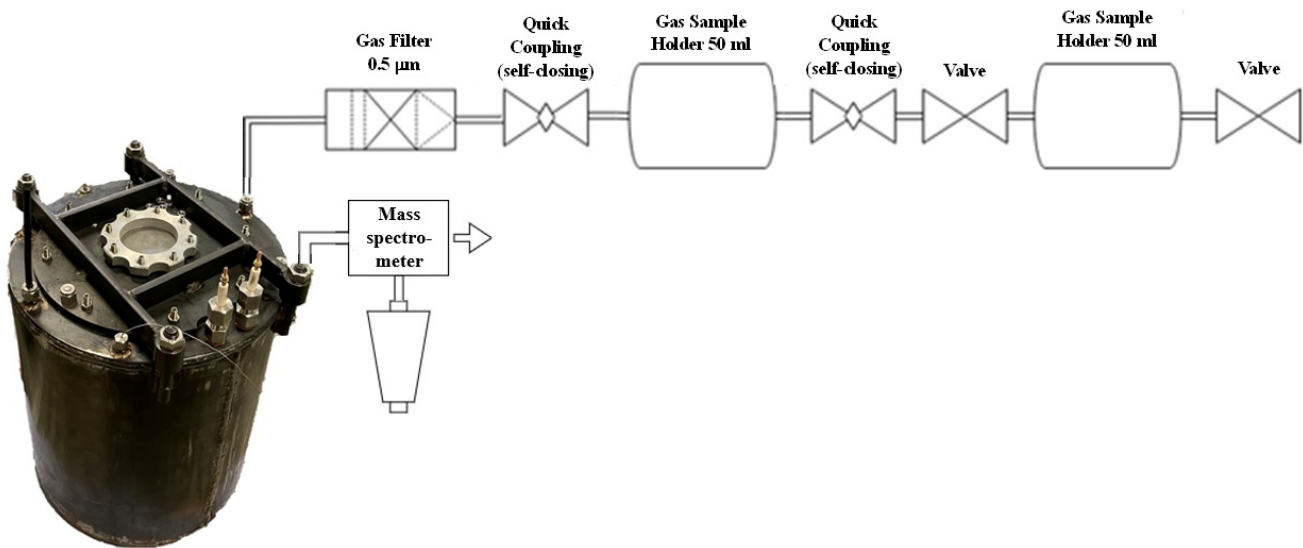 Gas Filter
0.5 μm
Quick
Coupling
(self-closing)
Gas Sample
Holder 50 ml
Quick
Coupling
(self-closing)
Valve
Gas Sample
Holder 50 ml
Valve
Mass
spectro-
meter